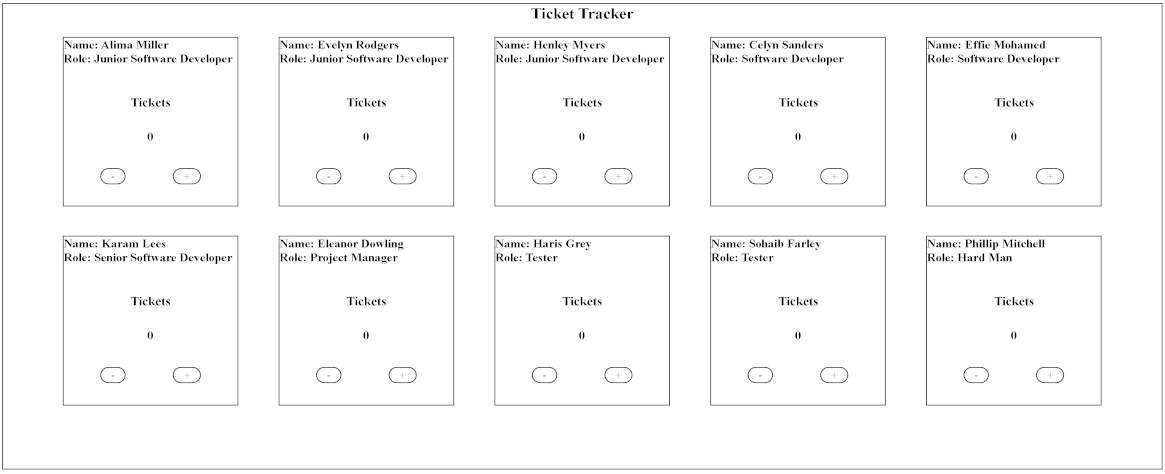 Ticket Tracker
Name: Alima Miller
Role: Junior Software Developer
Tickets
0
- +
Name: Evelyn Rodgers
Role: Junior Software Developer
Tickets
0
- +
Name: Henley Myers
Role: Junior Software Developer
Tickets
0
- +
Name: Celyn Sanders
Role: Software Developer
Tickets
0
- +
Name: Effie Mohamed
Role: Software Developer
Tickets
0
- +
Name: Karam Lees
Role: Senior Software Developer
Tickets
0
- +
Name: Eleanor Dowling
Role: Project Manager
Tickets
0
- +
Name: Haris Grey
Role: Tester
Tickets
0
- +
Name: Sohaib Farley
Role: Tester
Tickets
0
- +
Name: Phillip Mitchell
Role: Hard Man
Tickets
0
- +